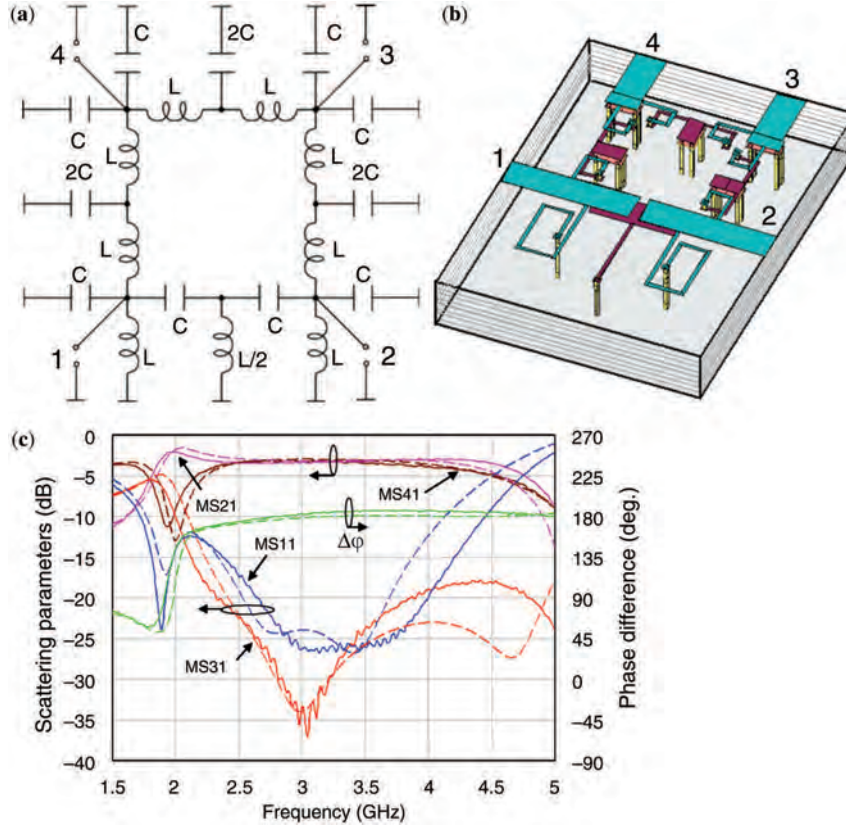 (a)
C
2C
C
4
3
L
L
C
C
2C
L
L
2C
L
L
C
C
C
C
1
L
L/2
L
2
(b)
4
3
1
2
(c)
0
−5
−10
−15
−20
−25
−30
−35
−40
Scattering parameters (dB)
270
225
180
135
90
45
0
−45
−90
Phase difference (deg.)
MS21
MS41
Δφ
MS11
MS31
1.5
2
2.5
3
3.5
4
4.5
5
Frequency (GHz)